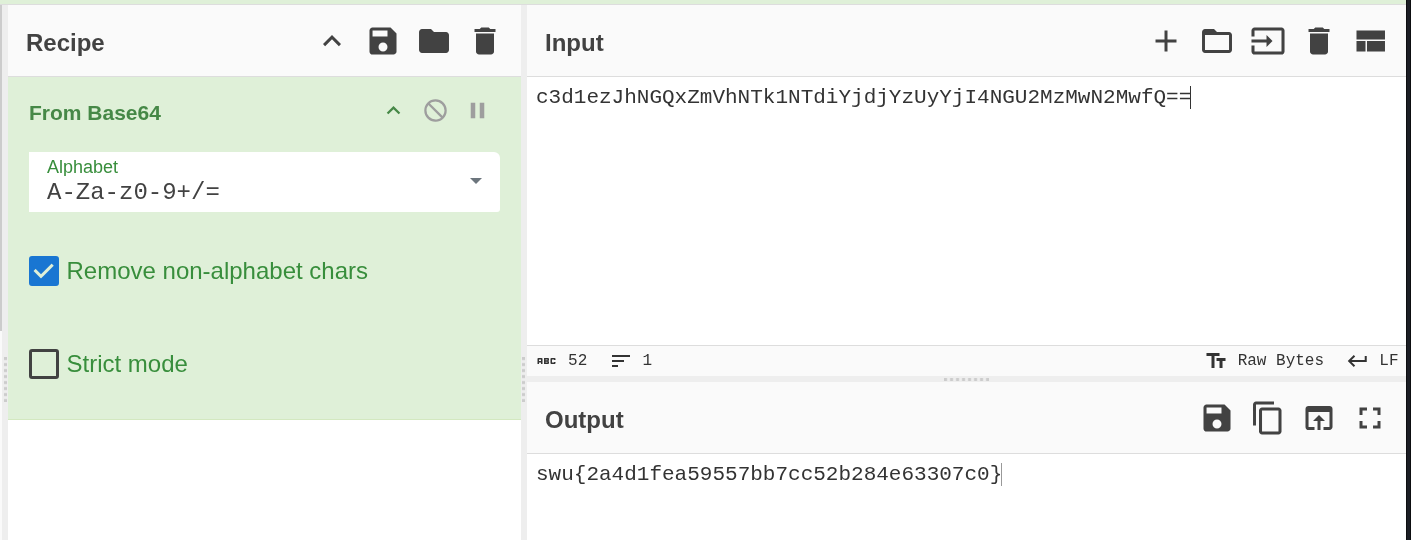 Recipe
From Base64
Alphabet
A-Za-z0-9+/=
Remove non-alphabet chars
Strict mode
Input
c3d1ezJhNGQxZmVhNTk1NTdiYjdjYzUyYjI4NGU2MzMwN2MwfQ==
ABC 52 1
Raw Bytes LF
Output
swu{2a4d1fea59557bb7cc52b284e63307c0}